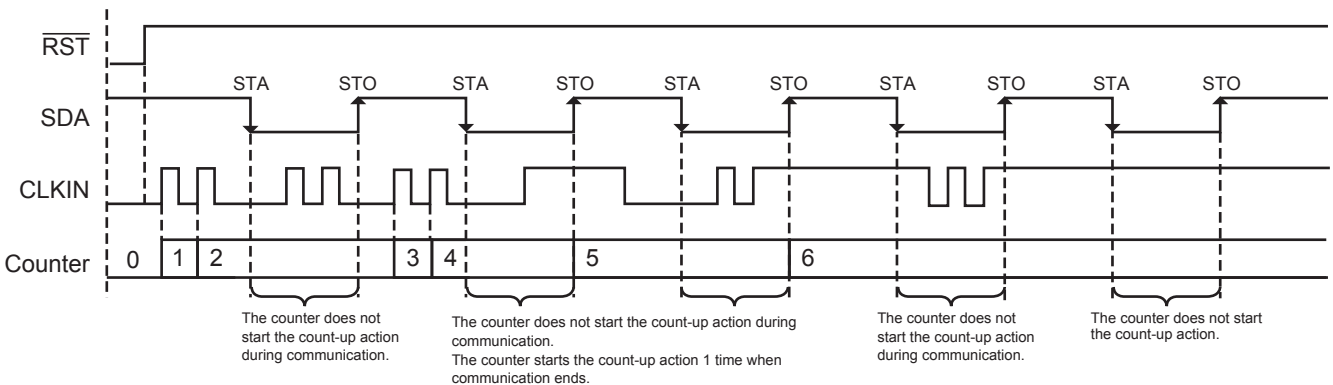 RST
STA STO STA STO STA STO STA STO STA STO
SDA
CLKIN
Counter 0 1 2 3 4 5 6
The counter does not
start the count-up action
during communication.
The counter does not start the count-up action during
communication.
The counter starts the count-up action 1 time when
communication ends.
The counter does not
start the count-up action
during communication.
The counter does not start
the count-up action.